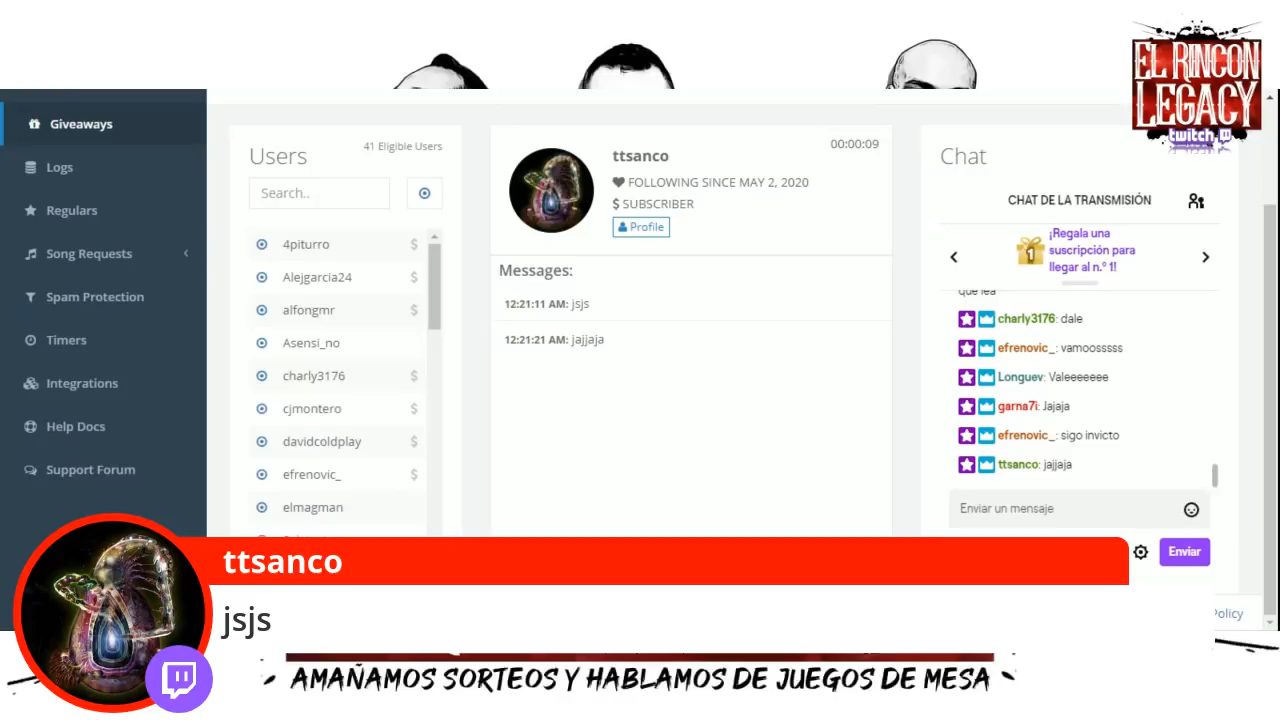 EL RINCON
LEGACY
twitch
Giveaways
Logs
Regulars
Song Requests
Spam Protection
Timers
Integrations
Help Docs
Support Forum
Users
41 Eligible Users
Search..
4piturro $
Alejgarcia24 $
alfongmr $
Asensi_no
charly3176 $
cjmontero $
davidcoldplay $
efrenovic_ $
elmagman
ttsanco
00:00:09
FOLLOWING SINCE MAY 2, 2020
$ SUBSCRIBER
Profile
Messages:
12:21:11 AM: jsjs
12:21:21 AM: jajjaja
Chat
CHAT DE LA TRANSMISIÓN
1
¡Regala una
suscripción para
llegar al n.º 1!
que lea
charly3176: dale
efrenovic_: vamoosssss
Longuev: Valeeeeeee
garna7i: Jajaja
efrenovic_: sigo invicto
ttsanco: jajjaja
Enviar un mensaje
Enviar
Policy
ttsanco
jsjs
AMAÑAMOS SORTEOS Y HABLAMOS DE JUEGOS DE MESA